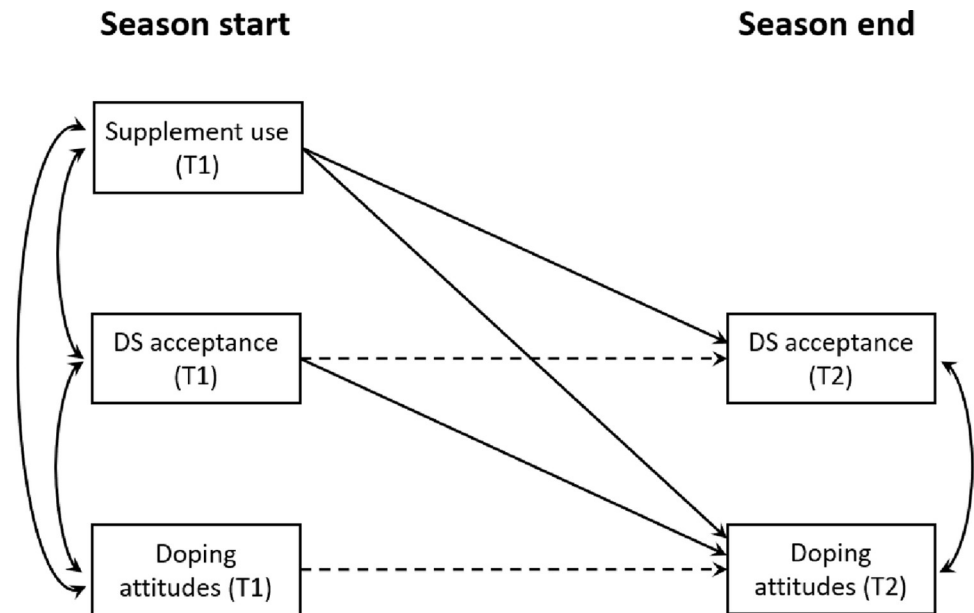 Season start
Season end
Supplement use
(T1)
DS acceptance
(T1)
DS acceptance
(T2)
Doping
attitudes (T1)
Doping
attitudes (T2)